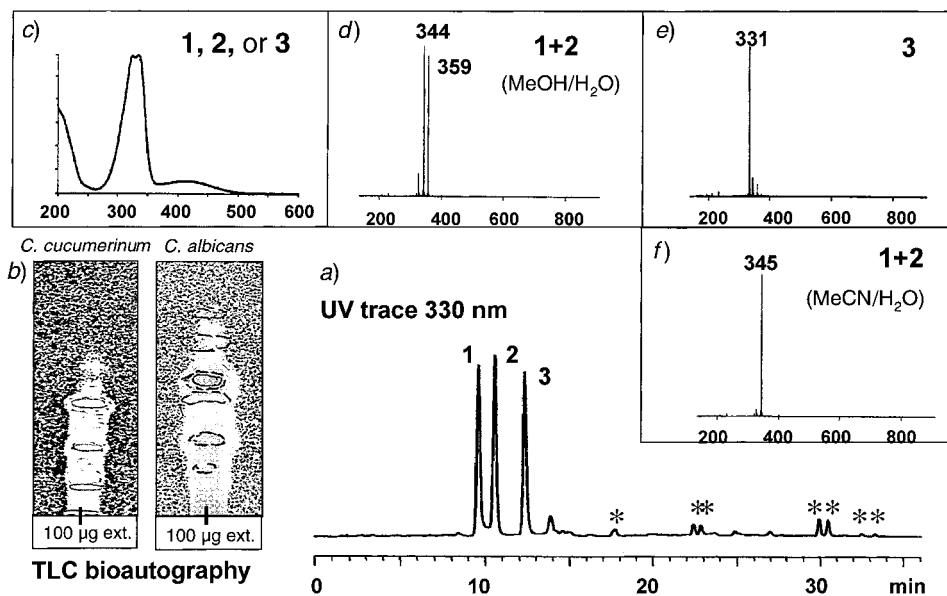 c)
1, 2, or 3
200 300 400 500 600
d)
344
359
1+2
(MeOH/H₂O)
200 400 600 800
e)
331
3
200 400 600 800
f)
345
1+2
(MeCN/H₂O)
200 400 600 800
C. cucumerinum
C. albicans
b)
100 µg ext.
100 µg ext.
TLC bioautography
a)
UV trace 330 nm
1
2
3
*
**
* *
* *
0 10 20 30 min